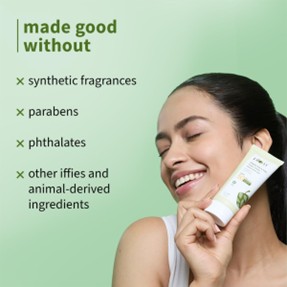 made good
without
× synthetic fragrances
× parabens
× phthalates
× other iffies and
animal-derived
ingredients